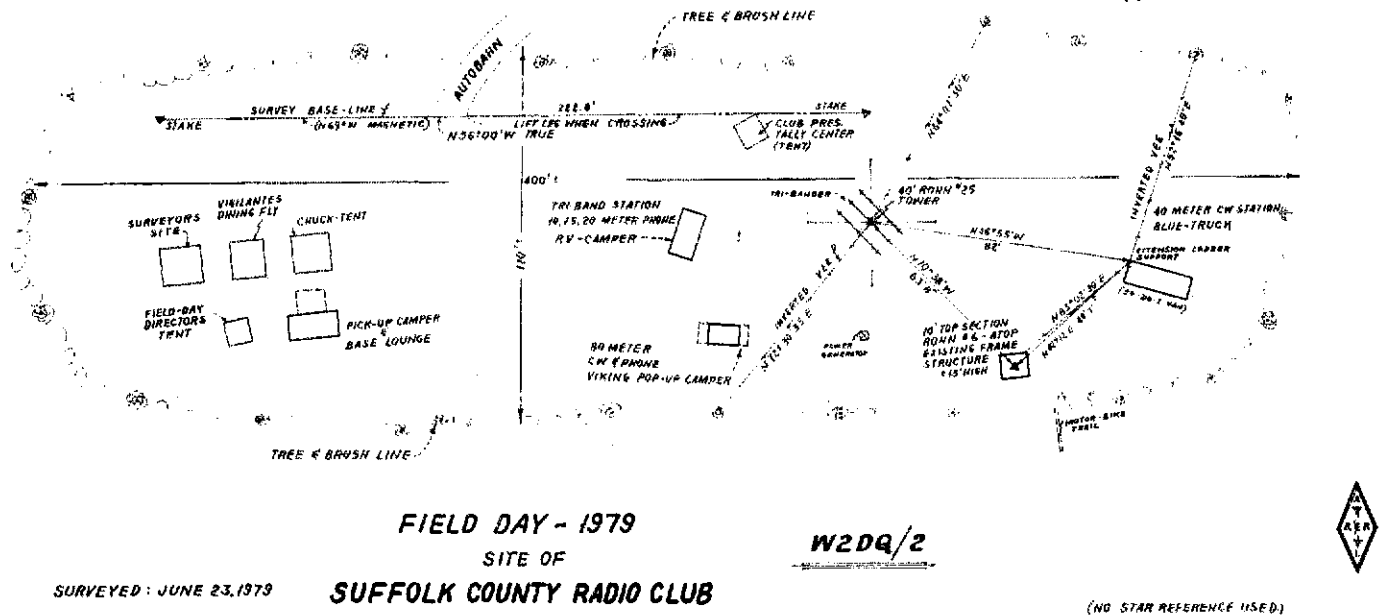 TREE & BRUSH LINE
AUTOBAHN
SURVEY BASE-LINE
288.8'
STAKE
STAKE
(N69°W MAGNETIC)
LIFT LEG WHEN CROSSING
N56°00'W TRUE
CLUB PRES.
TALLY CENTER
(TENT)
400'±
40' ROHN #25
TOWER
TRI-BANDER
INVERTED VEE
SURVEYORS
SITE
VIGILANTES
DINING FLY
CHUCK-TENT
TRI BAND STATION
10,15,20 METER PHONE
RV-CAMPER
40 METER CW STATION
BLUE-TRUCK
EXTENSION LADDER
SUPPORT
N46°55'W
82'
110'
INVERTED VEE
FIELD-DAY
DIRECTORS
TENT
PICK-UP CAMPER
&
BASE LOUNGE
80 METER
CW & PHONE
VIKING POP-UP CAMPER
POWER
GENERATOR
10' TOP SECTION
ROHN #6 - ATOP
EXISTING FRAME
STRUCTURE
±15' HIGH
MOTOR-BIKE
TRAIL
TREE & BRUSH LINE
FIELD DAY - 1979
SITE OF
SUFFOLK COUNTY RADIO CLUB
W2DQ/2
SURVEYED: JUNE 23, 1979
(NO STAR REFERENCE USED)